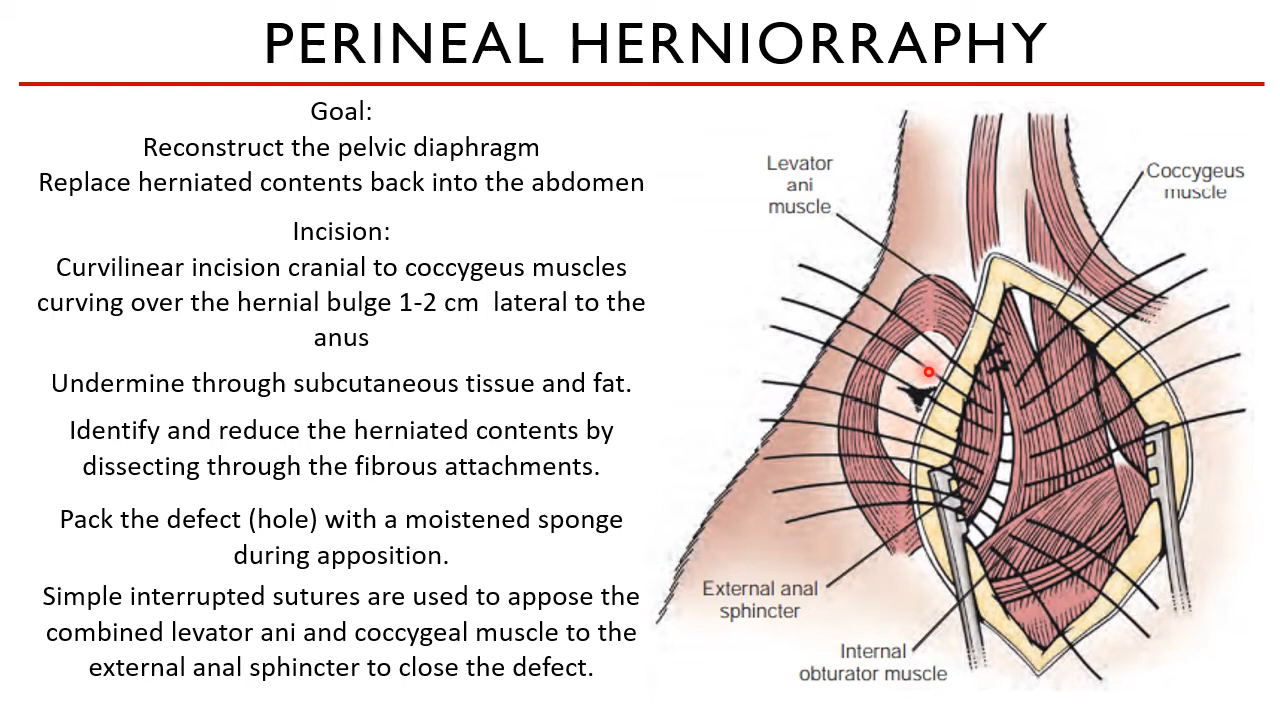 PERINEAL HERNIORRAPHY
Goal:
Reconstruct the pelvic diaphragm
Replace herniated contents back into the abdomen
Incision:
Curvilinear incision cranial to coccygeus muscles
curving over the hernial bulge 1-2 cm lateral to the
anus
Undermine through subcutaneous tissue and fat.
Identify and reduce the herniated contents by
dissecting through the fibrous attachments.
Pack the defect (hole) with a moistened sponge
during apposition.
Simple interrupted sutures are used to appose the
combined levator ani and coccygeal muscle to the
external anal sphincter to close the defect.
Levator
ani
muscle
Coccygeus
muscle
External anal
sphincter
Internal
obturator muscle